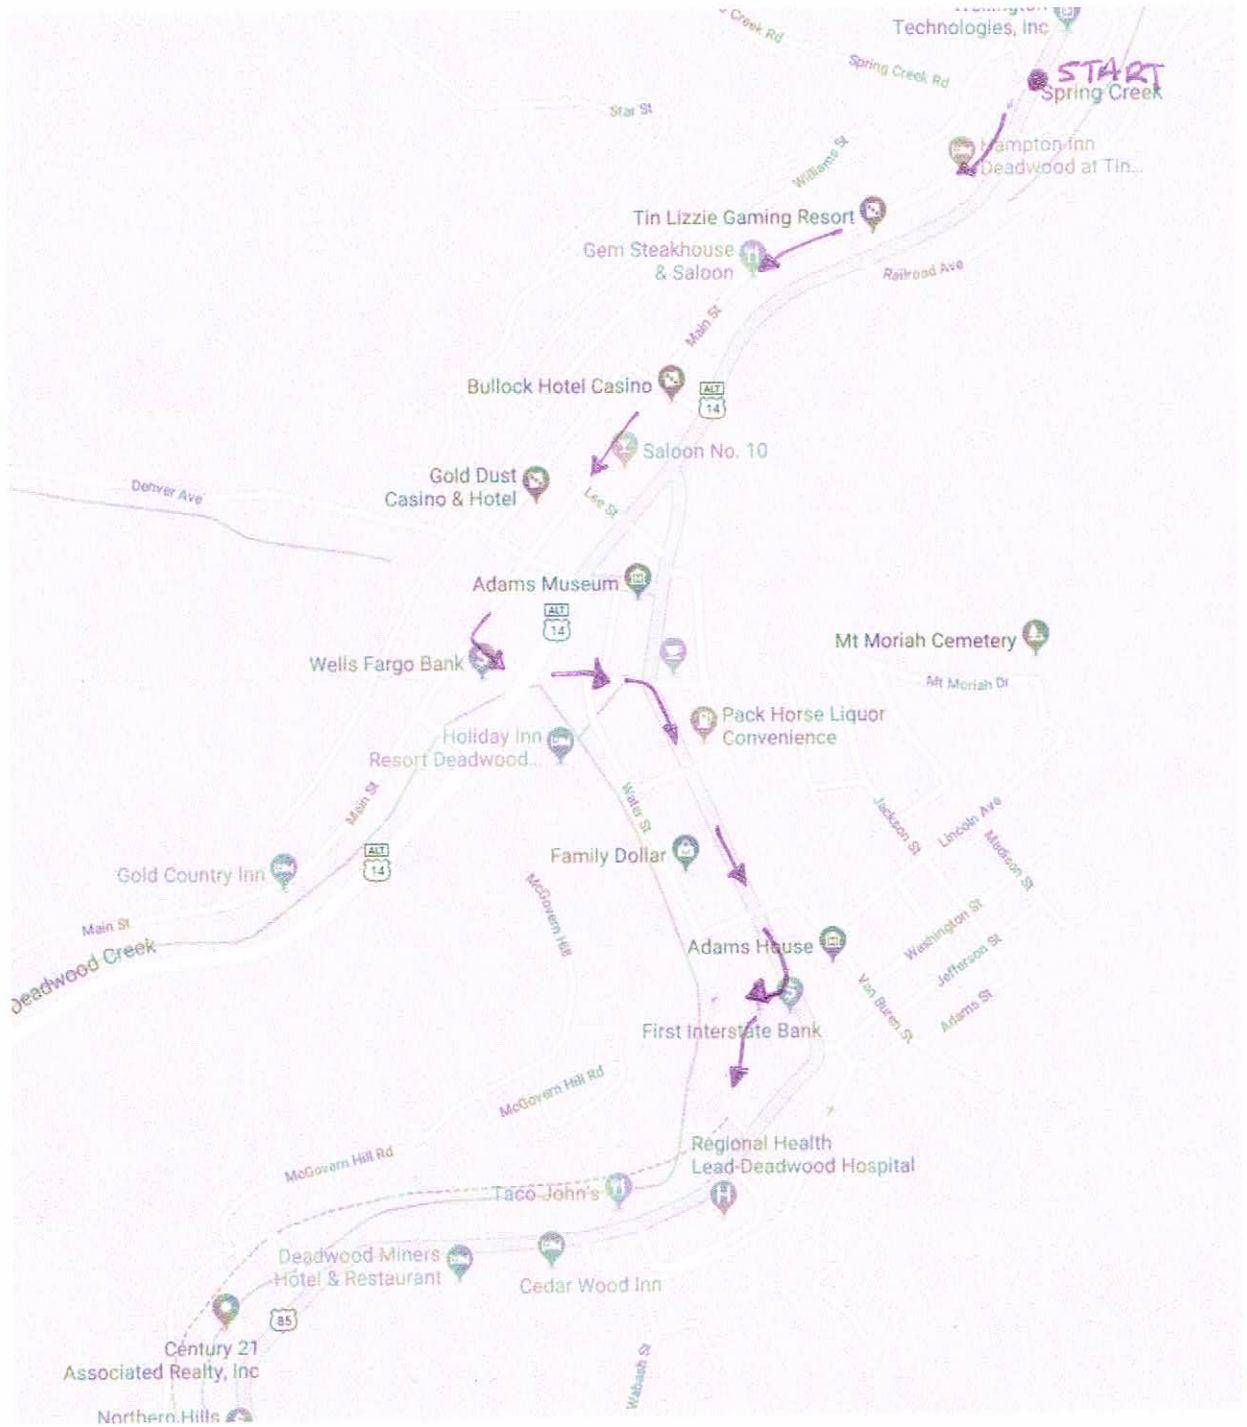 Technologies, Inc
Creek Rd
Spring Creek Rd
START
Spring Creek
Star St
Hampton Inn
Deadwood at Tin...
Williams St
Tin Lizzie Gaming Resort
Gem Steakhouse
& Saloon
Railroad Ave
Main St
Bullock Hotel Casino
ALT
14
Saloon No. 10
Gold Dust
Casino & Hotel
Lee St
Denver Ave
Adams Museum
ALT
14
Mt Moriah Cemetery
Wells Fargo Bank
Mt Moriah Dr
Pack Horse Liquor
Convenience
Holiday Inn
Resort Deadwood...
Main St
Water St
Jackson St
Lincoln Ave
Madison St
Family Dollar
ALT
14
Gold Country Inn
McGovern Hill
Main St
Washington St
Adams House
Jefferson St
Deadwood Creek
Van Buren St
Adams St
First Interstate Bank
McGovern Hill Rd
Regional Health
Lead-Deadwood Hospital
McGovern Hill Rd
Taco John's
Deadwood Miners
Hotel & Restaurant
Cedar Wood Inn
85
Century 21
Associated Realty, Inc
Wabash St
Northern Hills